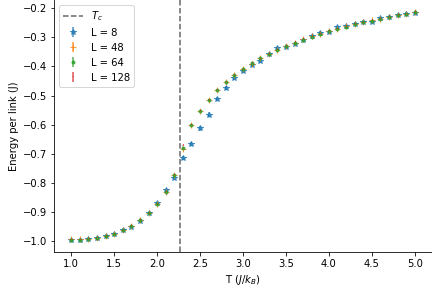 −0.2
−0.3
−0.4
−0.5
−0.6
−0.7
−0.8
−0.9
−1.0
Energy per link (J)
T_c
L = 8
L = 48
L = 64
L = 128
1.0 1.5 2.0 2.5 3.0 3.5 4.0 4.5 5.0
T (J/k_B)